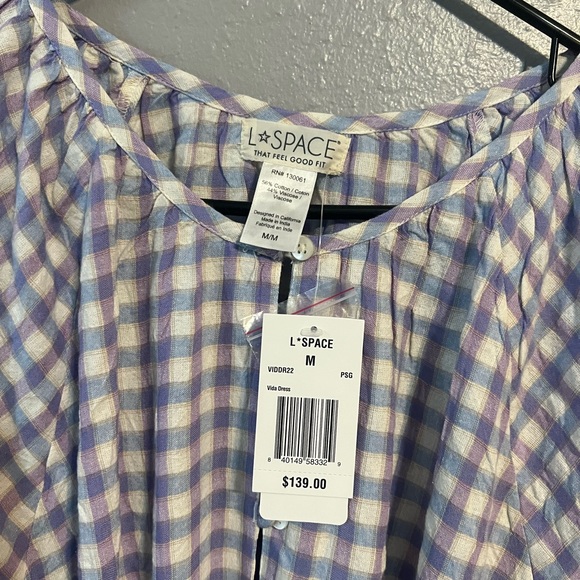 L*SPACE®
THAT FEEL GOOD FIT
RN# 130061
56% Cotton / Coton
44% Viscose /
Viscose
Designed in California
Made in India
Fabriqué an Inde
M/M
L*SPACE
M
VIDDR22 PSG
Vida Dress
8 40149 58332 9
$139.00